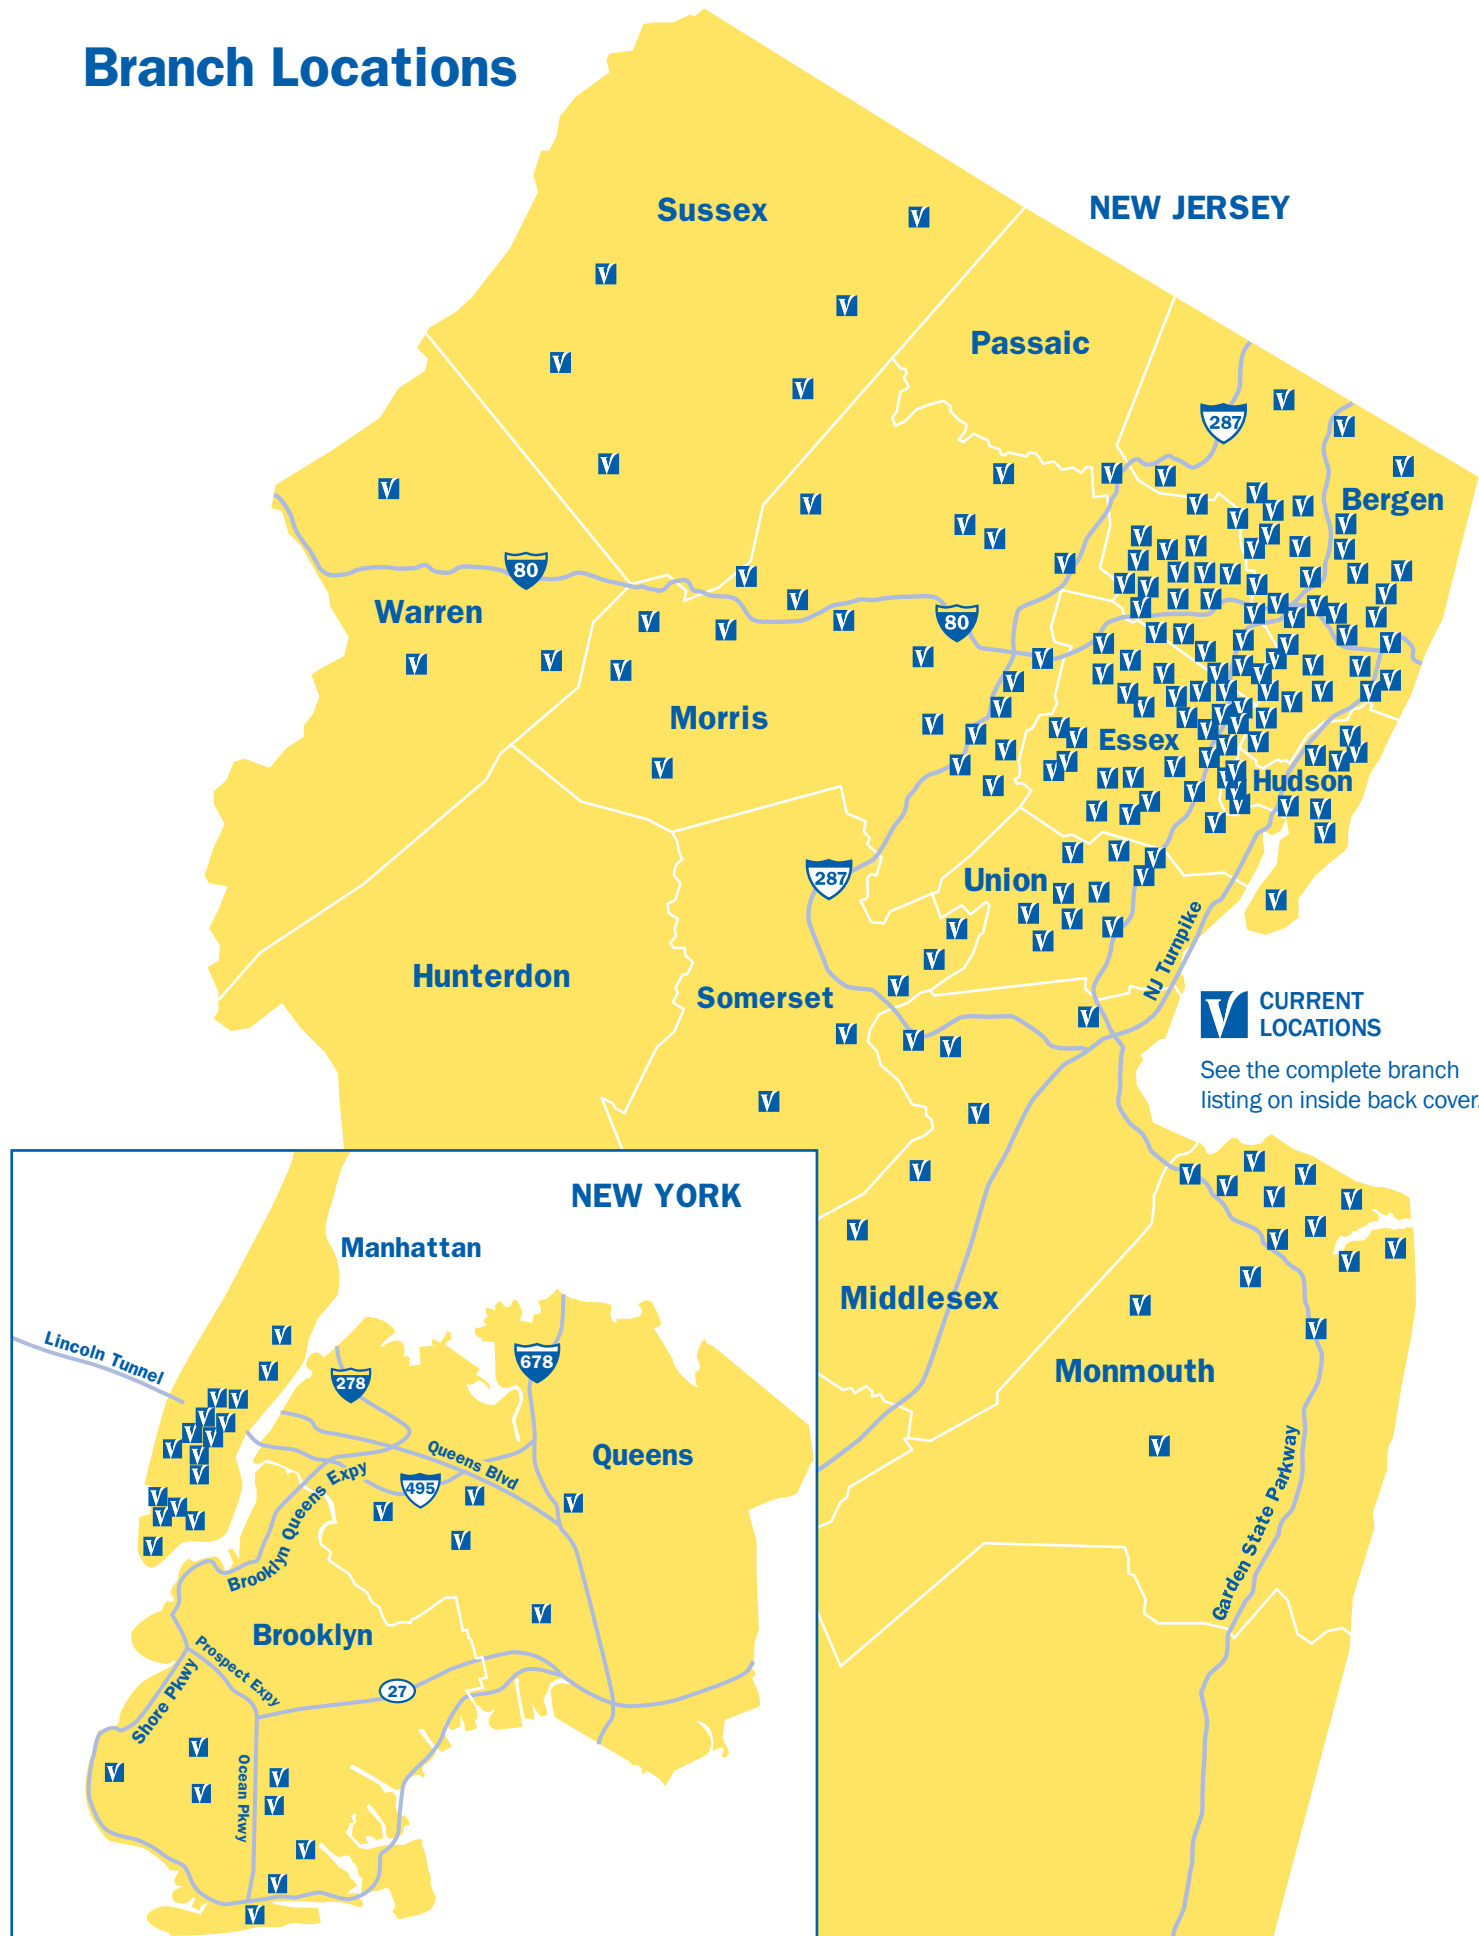 Branch Locations
Sussex
NEW JERSEY
Passaic
287
Bergen
80
Warren
80
Morris
Essex
Hudson
287
Union
NJ Turnpike
Hunterdon
Somerset
CURRENT
LOCATIONS
See the complete branch
listing on inside back cover.
NEW YORK
Manhattan
Middlesex
Lincoln Tunnel
678
278
Monmouth
Queens Blvd
Queens
495
Brooklyn Queens Expy
Garden State Parkway
Brooklyn
Prospect Expy
27
Shore Pkwy
Ocean Pkwy